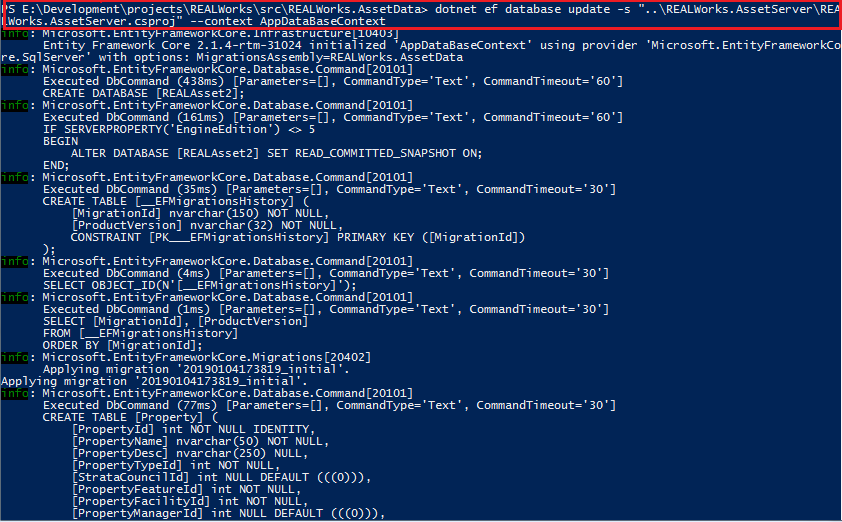 PS E:\Development\projects\REALWorks\src\REALWorks.AssetData> dotnet ef database update -s "..\REALWorks.AssetServer\REA
LWorks.AssetServer.csproj" --context AppDataBaseContext
info: Microsoft.EntityFrameworkCore.Infrastructure[10403]
Entity Framework Core 2.1.4-rtm-31024 initialized 'AppDataBaseContext' using provider 'Microsoft.EntityFrameworkCo
re.SqlServer' with options: MigrationsAssembly=REALWorks.AssetData
info: Microsoft.EntityFrameworkCore.Database.Command[20101]
Executed DbCommand (438ms) [Parameters=[], CommandType='Text', CommandTimeout='60']
CREATE DATABASE [REALAsset2];
info: Microsoft.EntityFrameworkCore.Database.Command[20101]
Executed DbCommand (161ms) [Parameters=[], CommandType='Text', CommandTimeout='60']
IF SERVERPROPERTY('EngineEdition') <> 5
BEGIN
ALTER DATABASE [REALAsset2] SET READ_COMMITTED_SNAPSHOT ON;
END;
info: Microsoft.EntityFrameworkCore.Database.Command[20101]
Executed DbCommand (35ms) [Parameters=[], CommandType='Text', CommandTimeout='30']
CREATE TABLE [__EFMigrationsHistory] (
[MigrationId] nvarchar(150) NOT NULL,
[ProductVersion] nvarchar(32) NOT NULL,
CONSTRAINT [PK___EFMigrationsHistory] PRIMARY KEY ([MigrationId])
);
info: Microsoft.EntityFrameworkCore.Database.Command[20101]
Executed DbCommand (4ms) [Parameters=[], CommandType='Text', CommandTimeout='30']
SELECT OBJECT_ID(N'[__EFMigrationsHistory]');
info: Microsoft.EntityFrameworkCore.Database.Command[20101]
Executed DbCommand (1ms) [Parameters=[], CommandType='Text', CommandTimeout='30']
SELECT [MigrationId], [ProductVersion]
FROM [__EFMigrationsHistory]
ORDER BY [MigrationId];
info: Microsoft.EntityFrameworkCore.Migrations[20402]
Applying migration '20190104173819_initial'.
Applying migration '20190104173819_initial'.
info: Microsoft.EntityFrameworkCore.Database.Command[20101]
Executed DbCommand (77ms) [Parameters=[], CommandType='Text', CommandTimeout='30']
CREATE TABLE [Property] (
[PropertyId] int NOT NULL IDENTITY,
[PropertyName] nvarchar(50) NOT NULL,
[PropertyDesc] nvarchar(250) NULL,
[PropertyTypeId] int NOT NULL,
[StrataCouncilId] int NULL DEFAULT (((0))),
[PropertyFeatureId] int NOT NULL,
[PropertyFacilityId] int NOT NULL,
[PropertyManagerId] int NULL DEFAULT (((0))),